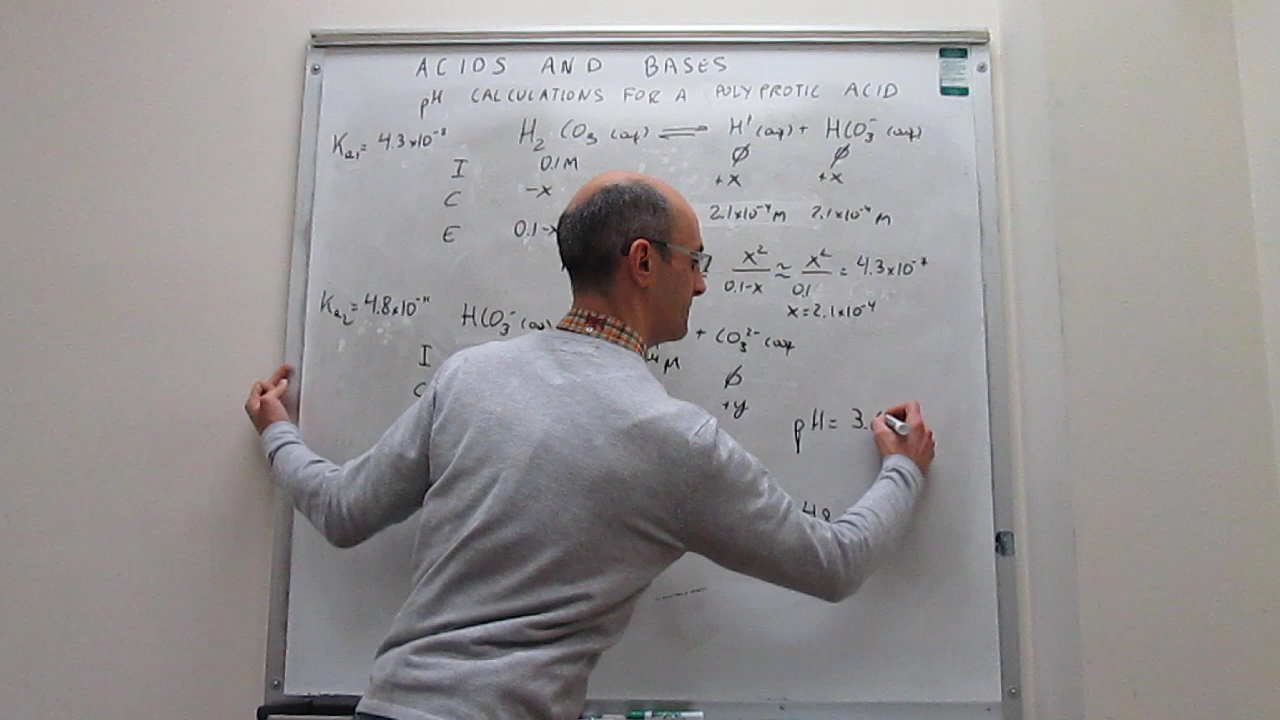 ACIDS AND BASES
pH CALCULATIONS FOR A POLYPROTIC ACID
Ka₁= 4.3×10⁻⁸ H₂CO₃ (aq) ⇌ H⁺(aq) + HCO₃⁻(aq)
I 0.1M ∅ ∅
C -x +x +x
E 0.1-x 2.1×10⁻⁴M 2.1×10⁻⁴M
x²/0.1-x ≈ x²/0.1 = 4.3×10⁻⁷
x=2.1×10⁻⁴
Ka₂= 4.8×10⁻¹¹ HCO₃⁻(aq) + CO₃²⁻(aq)
I M ∅
C +y
pH= 3.
4.8